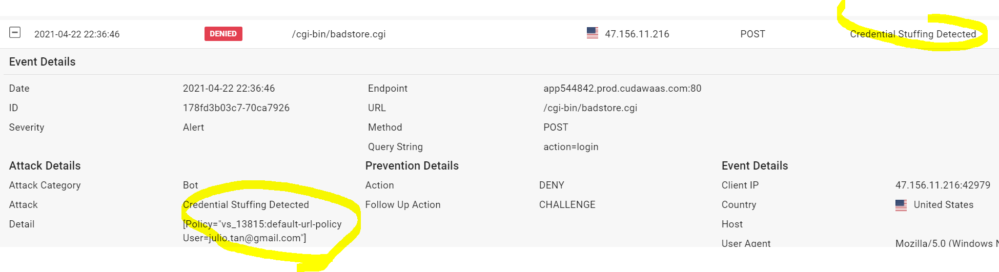 2021-04-22 22:36:46 DENIED /cgi-bin/badstore.cgi 47.156.11.216 POST Credential Stuffing Detected
Event Details
Date 2021-04-22 22:36:46 Endpoint app544842.prod.cudawaas.com:80
ID 178fd3b03c7-70ca7926 URL /cgi-bin/badstore.cgi
Severity Alert Method POST
Query String action=login
Attack Details Prevention Details Event Details
Attack Category Bot Action DENY Client IP 47.156.11.216:42979
Attack Credential Stuffing Detected Follow Up Action CHALLENGE Country United States
Detail [Policy="vs_13815:default-url-policy Host
User=julio.tan@gmail.com"]
User Agent Mozilla/5.0 (Windows N